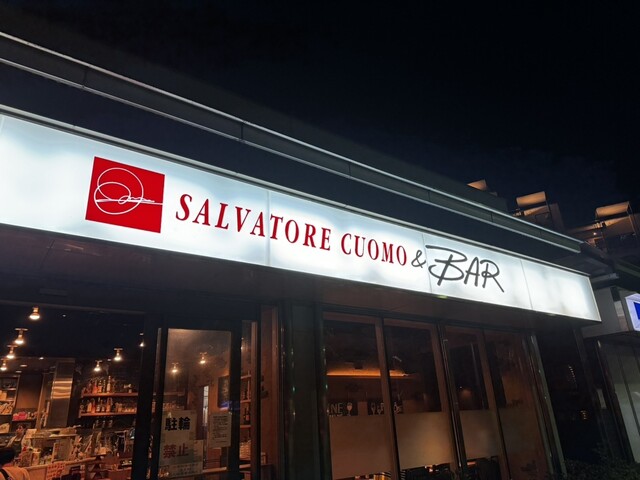 SALVATORE CUOMO & BAR
駐輪
禁止